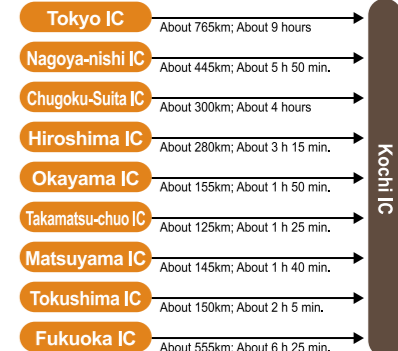 Tokyo IC
About 765km; About 9 hours
Nagoya-nishi IC
About 445km; About 5 h 50 min.
Chugoku-Suita IC
About 300km; About 4 hours
Hiroshima IC
About 280km; About 3 h 15 min.
Okayama IC
About 155km; About 1 h 50 min.
Takamatsu-chuo IC
About 125km; About 1 h 25 min.
Matsuyama IC
About 145km; About 1 h 40 min.
Tokushima IC
About 150km; About 2 h 5 min.
Fukuoka IC
About 555km; About 6 h 25 min.
Kochi IC